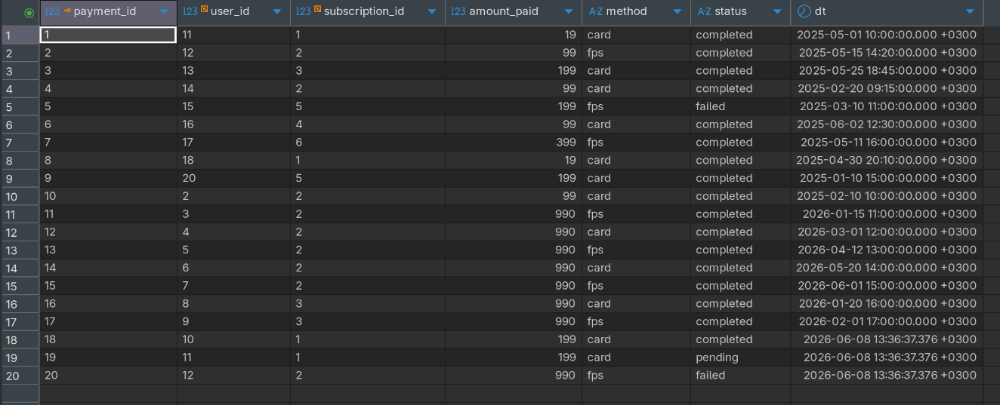 123 payment_id 123 user_id 123 subscription_id 123 amount_paid A-Z method A-Z status dt
1 1 11 1 19 card completed 2025-05-01 10:00:00.000 +0300
2 2 12 2 99 fps completed 2025-05-15 14:20:00.000 +0300
3 3 13 3 199 card completed 2025-05-25 18:45:00.000 +0300
4 4 14 2 99 card completed 2025-02-20 09:15:00.000 +0300
5 5 15 5 199 fps failed 2025-03-10 11:00:00.000 +0300
6 6 16 4 99 card completed 2025-06-02 12:30:00.000 +0300
7 7 17 6 399 fps completed 2025-05-11 16:00:00.000 +0300
8 8 18 1 19 card completed 2025-04-30 20:10:00.000 +0300
9 9 20 5 199 card completed 2025-01-10 15:00:00.000 +0300
10 10 2 2 99 card completed 2025-02-10 10:00:00.000 +0300
11 11 3 2 990 fps completed 2026-01-15 11:00:00.000 +0300
12 12 4 2 990 card completed 2026-03-01 12:00:00.000 +0300
13 13 5 2 990 fps completed 2026-04-12 13:00:00.000 +0300
14 14 6 2 990 card completed 2026-05-20 14:00:00.000 +0300
15 15 7 2 990 fps completed 2026-06-01 15:00:00.000 +0300
16 16 8 3 990 card completed 2026-01-20 16:00:00.000 +0300
17 17 9 3 990 fps completed 2026-02-01 17:00:00.000 +0300
18 18 10 1 199 card completed 2026-06-08 13:36:37.376 +0300
19 19 11 1 199 card pending 2026-06-08 13:36:37.376 +0300
20 20 12 2 990 fps failed 2026-06-08 13:36:37.376 +0300